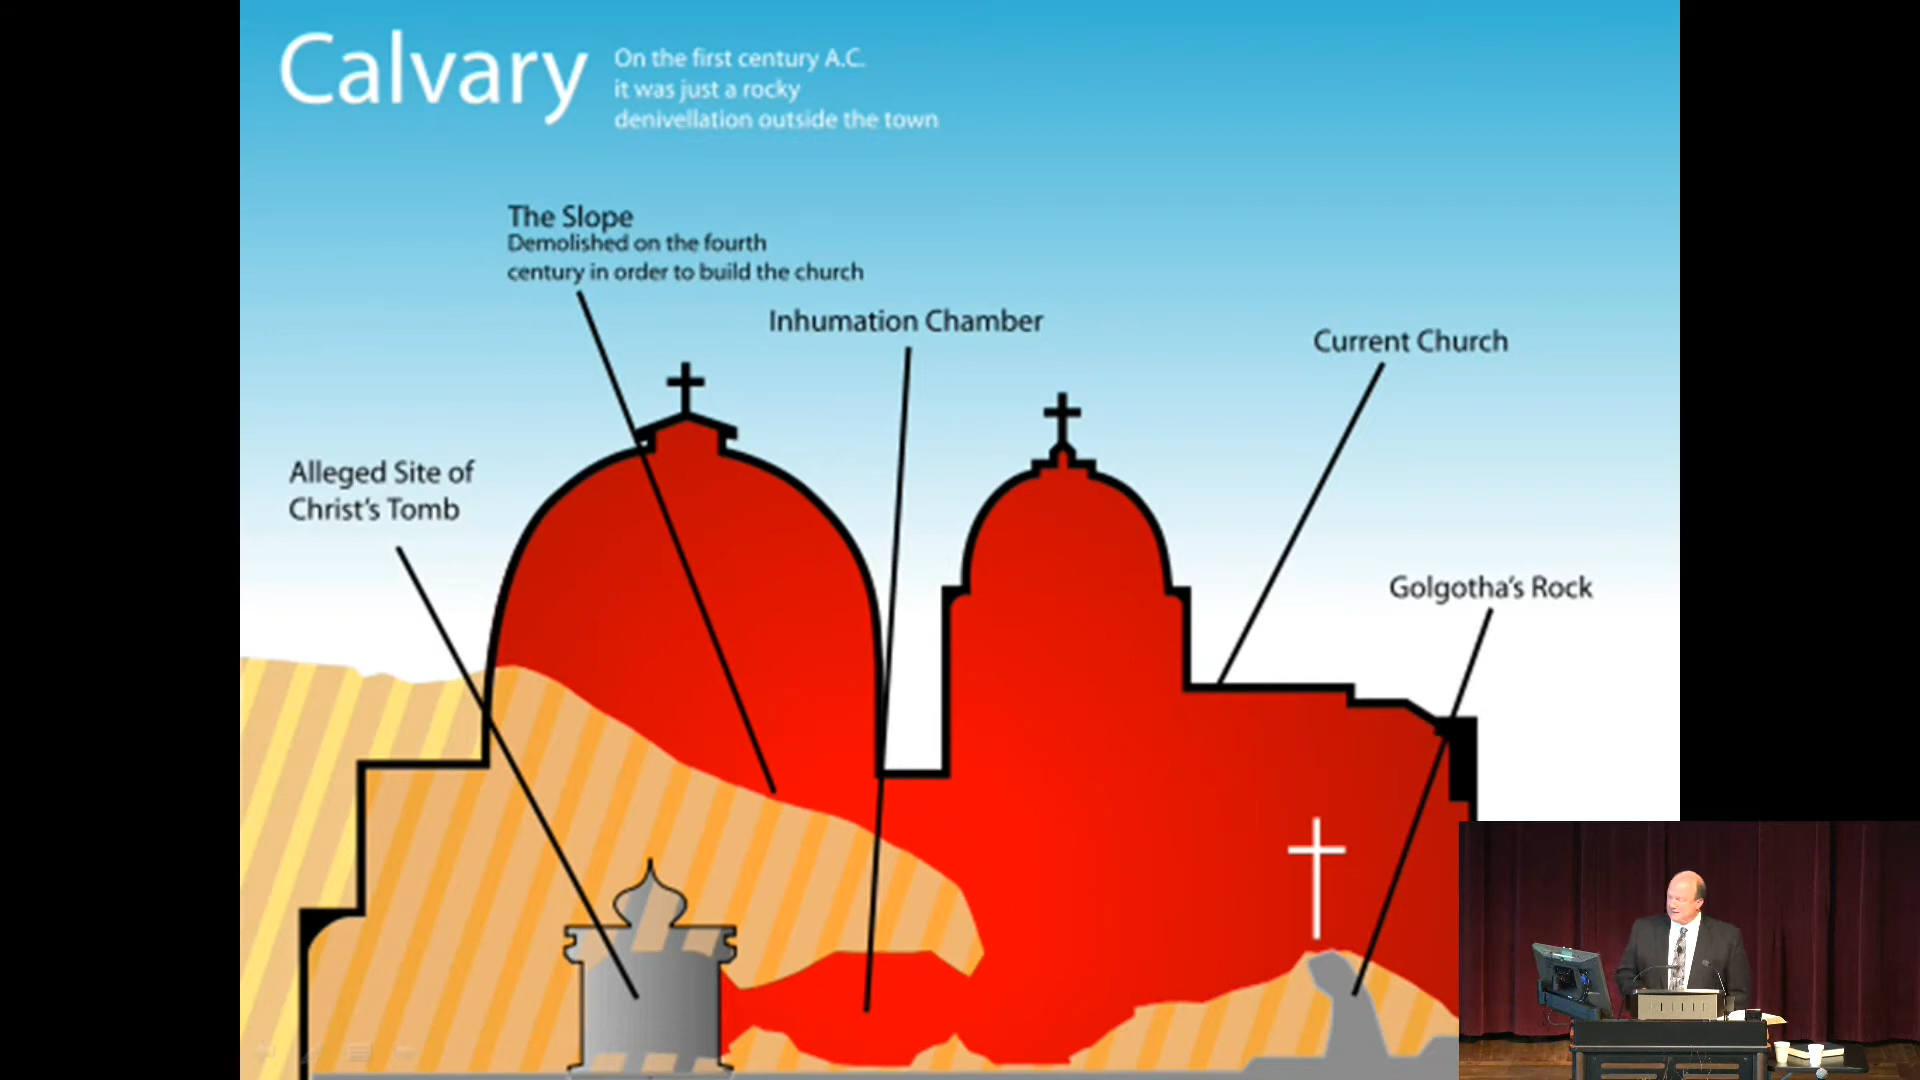 Calvary
On the first century A.C.
it was just a rocky
denivellation outside the town
The Slope
Demolished on the fourth
century in order to build the church
Inhumation Chamber
Current Church
Alleged Site of
Christ's Tomb
Golgotha's Rock